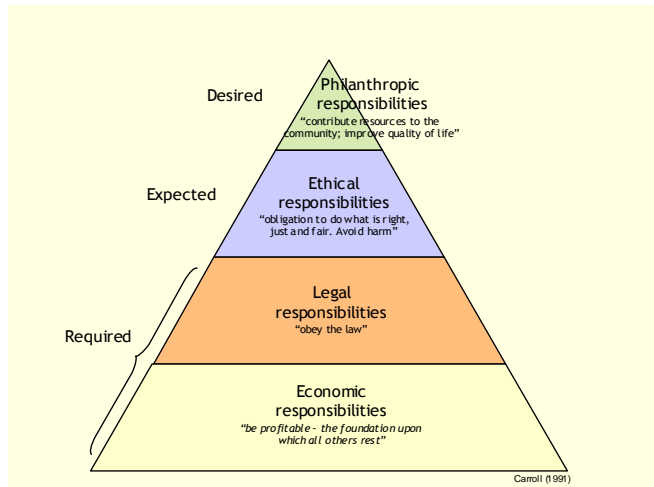 Desired
Philanthropic
responsibilities
“contribute resources to the
community; improve quality of life”
Expected
Ethical
responsibilities
“obligation to do what is right,
just and fair. Avoid harm”
Legal
responsibilities
“obey the law”
Required
Economic
responsibilities
“be profitable - the foundation upon
which all others rest”
Carroll (1991)